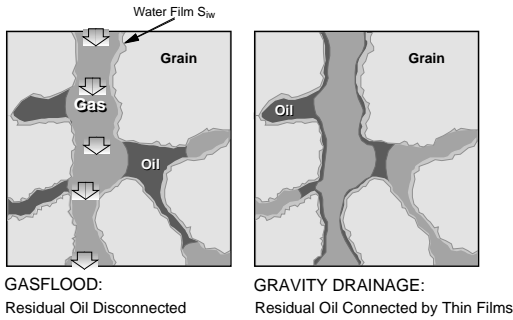 Water Film Siw
Grain
Grain
Gas
Oil
Oil
GASFLOOD:
Residual Oil Disconnected
GRAVITY DRAINAGE:
Residual Oil Connected by Thin Films